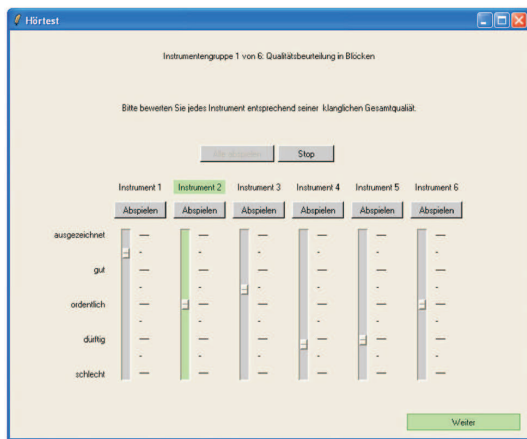 Hörtest
Instrumentengruppe 1 von 6: Qualitätsbeurteilung in Blöcken
Bitte bewerten Sie jedes Instrument entsprechend seiner klanglichen Gesamtqualiät.
Stop
Instrument 1 Instrument 2 Instrument 3 Instrument 4 Instrument 5 Instrument 6
Abspielen Abspielen Abspielen Abspielen Abspielen Abspielen
ausgezeichnet
gut
ordentlich
dürftig
schlecht
Weiter